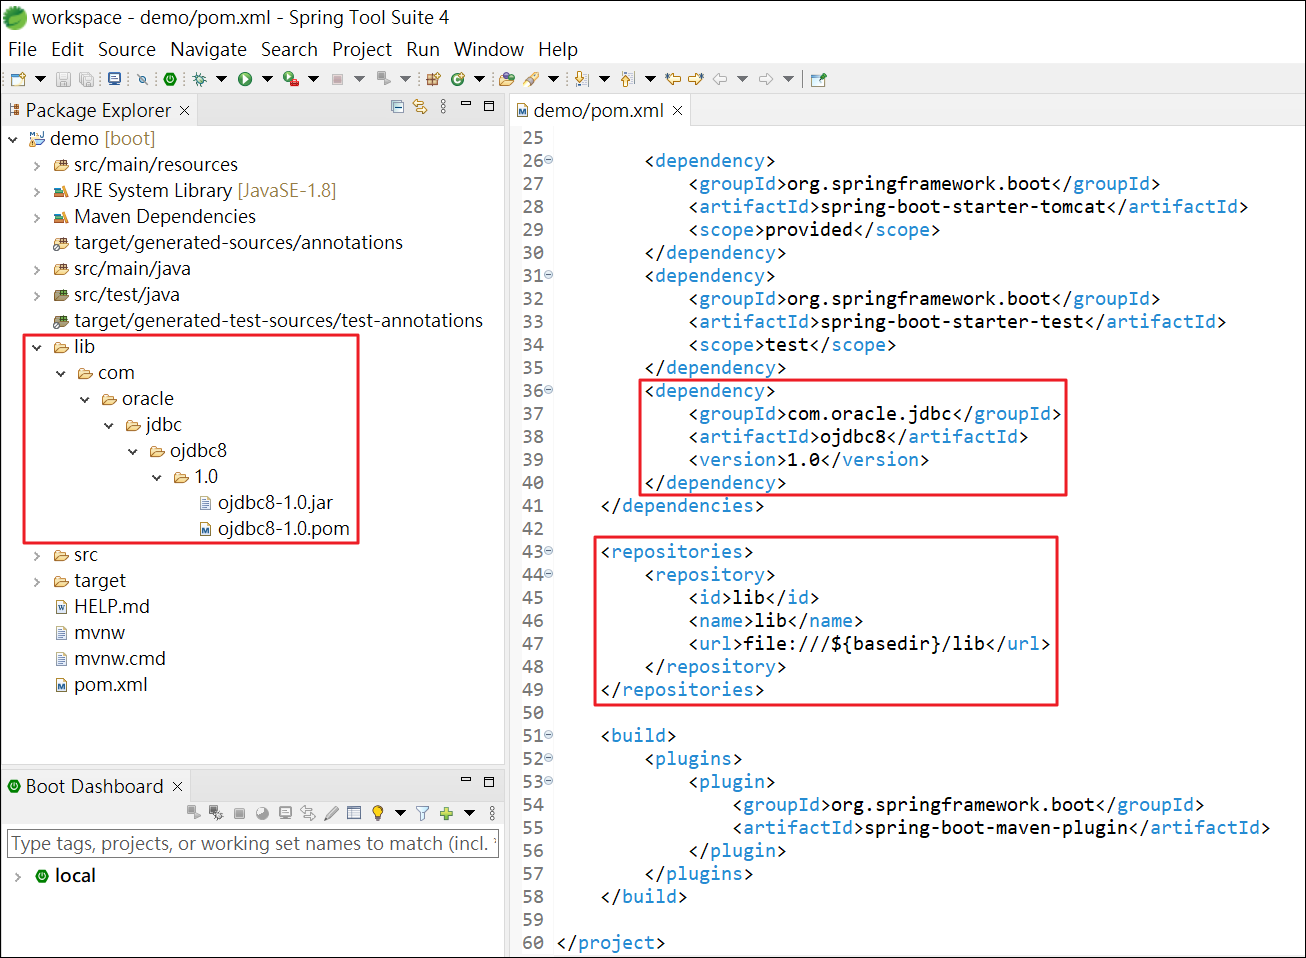 workspace - demo/pom.xml - Spring Tool Suite 4
File Edit Source Navigate Search Project Run Window Help
Package Explorer
demo [boot]
src/main/resources
JRE System Library [JavaSE-1.8]
Maven Dependencies
target/generated-sources/annotations
src/main/java
src/test/java
target/generated-test-sources/test-annotations
lib
com
oracle
jdbc
ojdbc8
1.0
ojdbc8-1.0.jar
ojdbc8-1.0.pom
src
target
HELP.md
mvnw
mvnw.cmd
pom.xml
Boot Dashboard
Type tags, projects, or working set names to match (incl. *
local
demo/pom.xml
25
26 <dependency>
27 <groupId>org.springframework.boot</groupId>
28 <artifactId>spring-boot-starter-tomcat</artifactId>
29 <scope>provided</scope>
30 </dependency>
31 <dependency>
32 <groupId>org.springframework.boot</groupId>
33 <artifactId>spring-boot-starter-test</artifactId>
34 <scope>test</scope>
35 </dependency>
36 <dependency>
37 <groupId>com.oracle.jdbc</groupId>
38 <artifactId>ojdbc8</artifactId>
39 <version>1.0</version>
40 </dependency>
41 </dependencies>
42
43 <repositories>
44 <repository>
45 <id>lib</id>
46 <name>lib</name>
47 <url>file:///${basedir}/lib</url>
48 </repository>
49 </repositories>
50
51 <build>
52 <plugins>
53 <plugin>
54 <groupId>org.springframework.boot</groupId>
55 <artifactId>spring-boot-maven-plugin</artifactId>
56 </plugin>
57 </plugins>
58 </build>
59
60 </project>